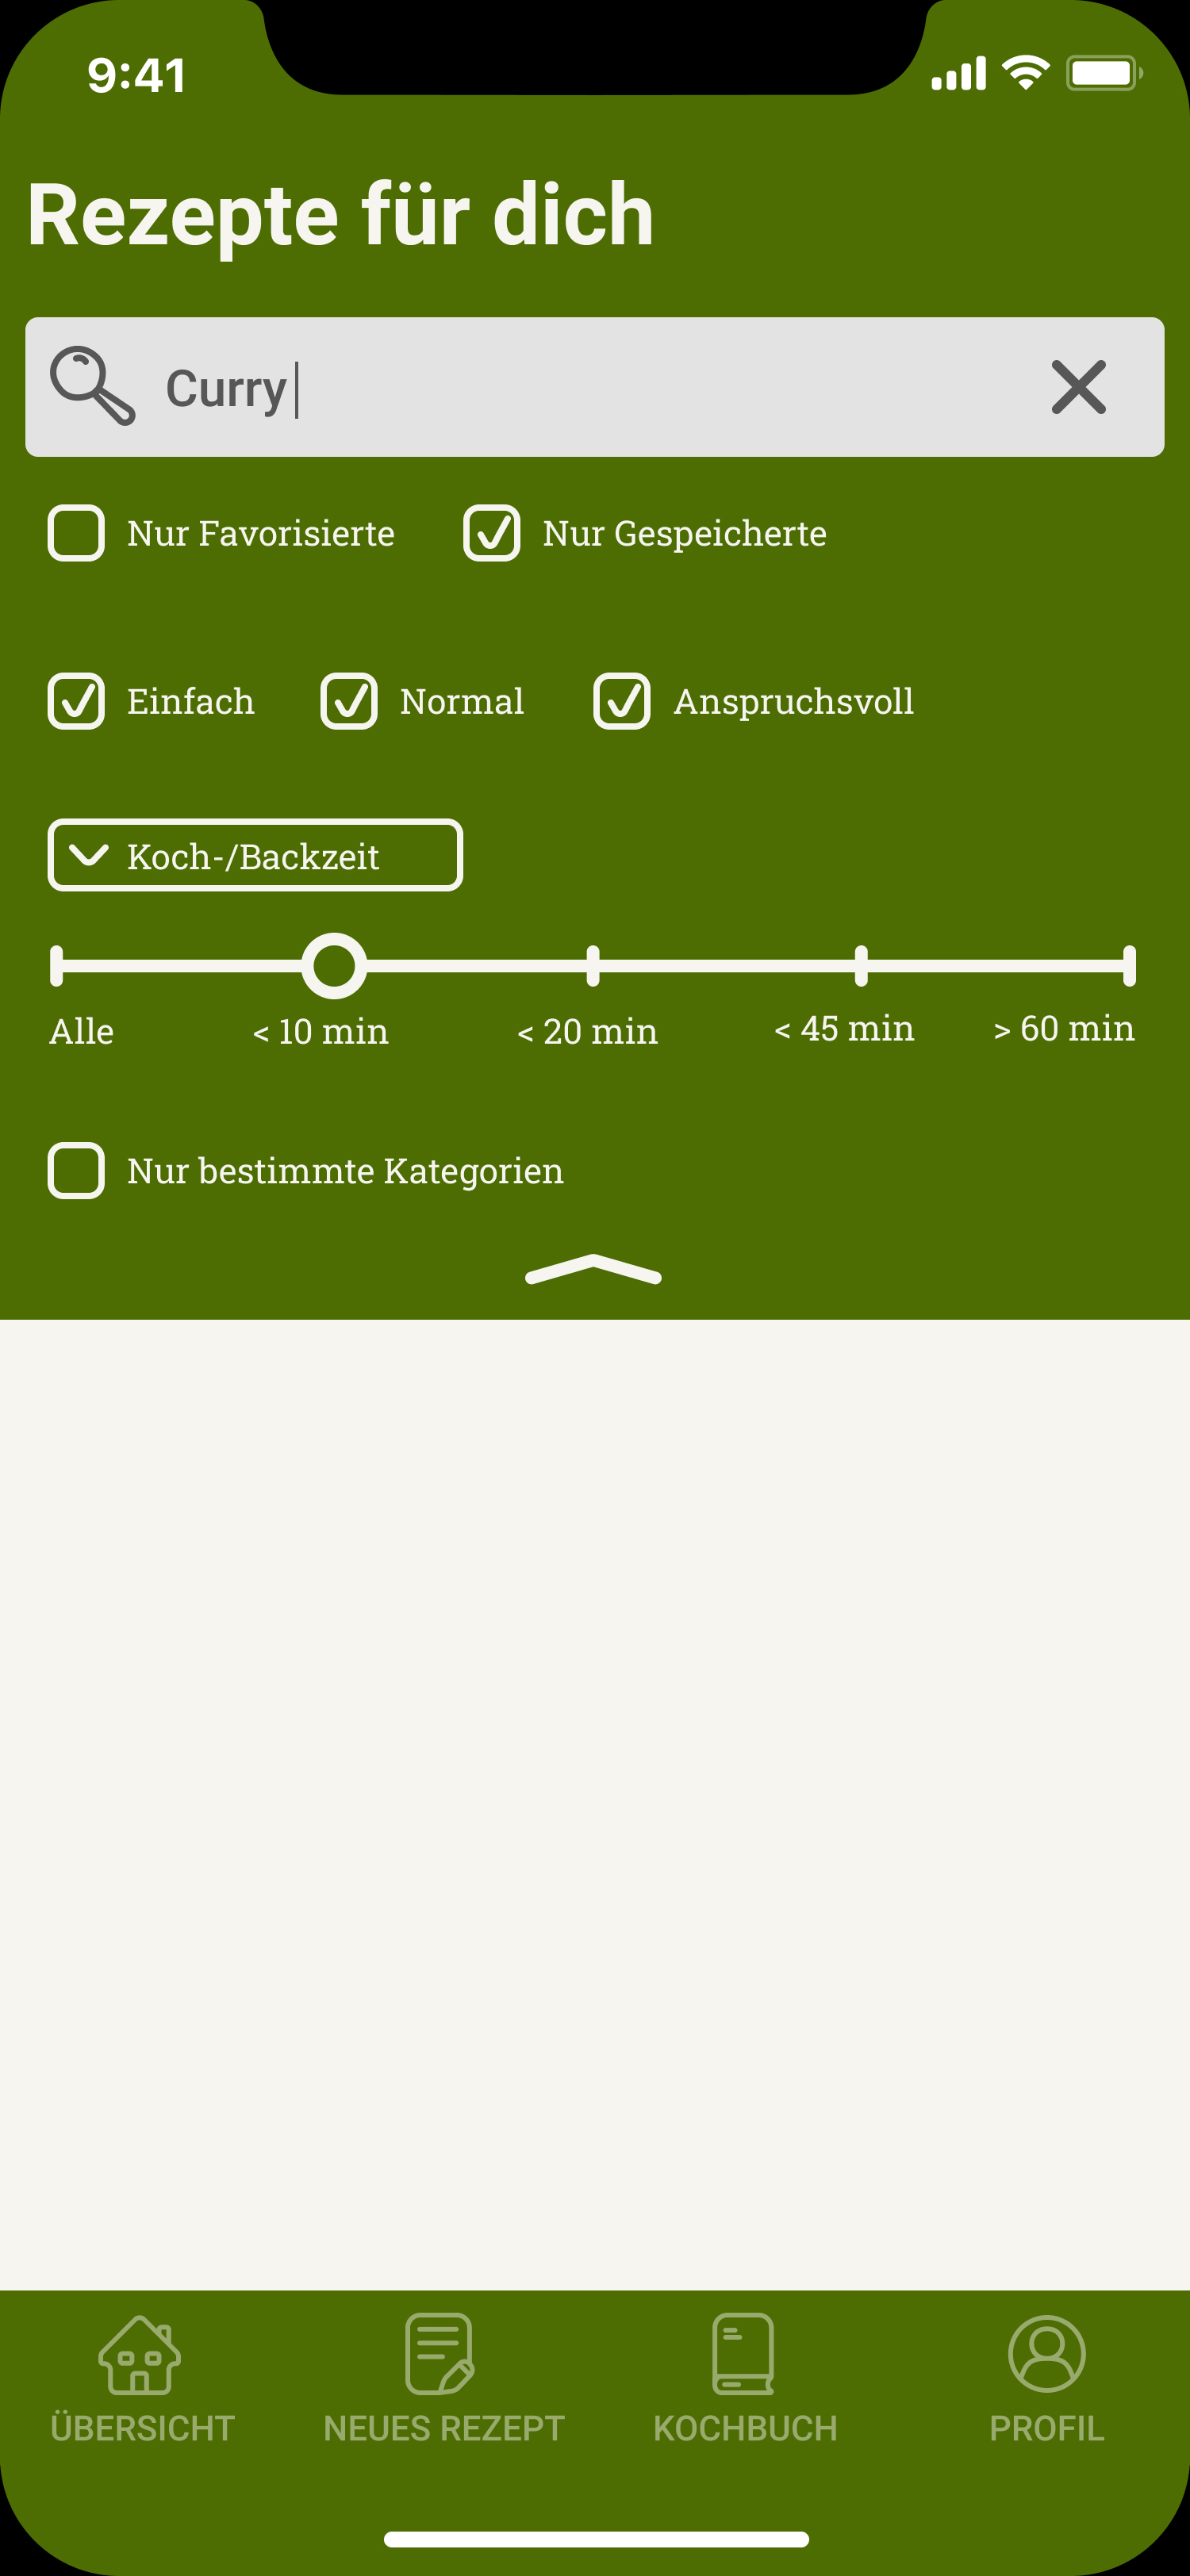 9:41
Rezepte für dich
Curry
Nur Favorisierte Nur Gespeicherte
Einfach Normal Anspruchsvoll
Koch-/Backzeit
Alle < 10 min < 20 min < 45 min > 60 min
Nur bestimmte Kategorien
ÜBERSICHT NEUES REZEPT KOCHBUCH PROFIL